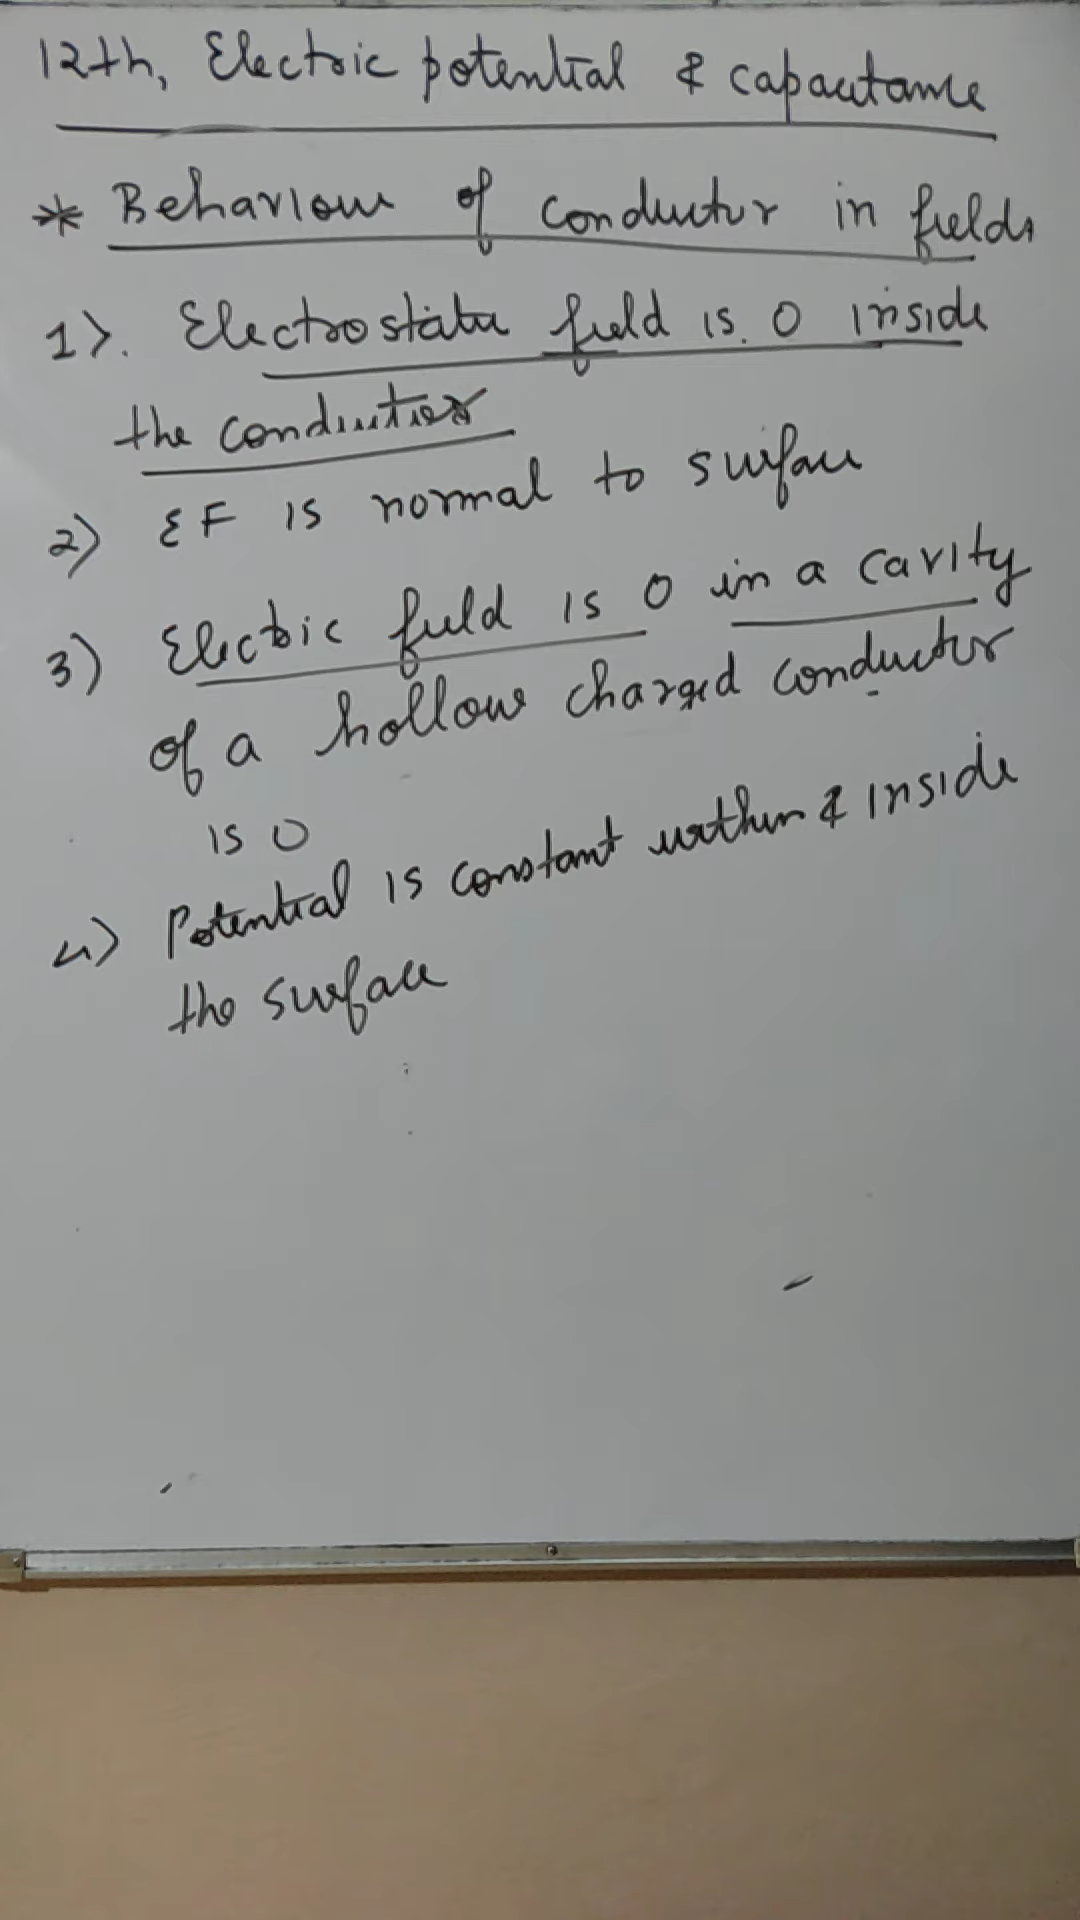 12th, Electric potential & capacitance
* Behaviour of conductor in fields
1). Electrostatic field is 0 inside
the conductor
2) EF is normal to surface
3) Electric field is 0 in a cavity
of a hollow charged conductor
is 0
4) Potential is constant within & inside
the surface